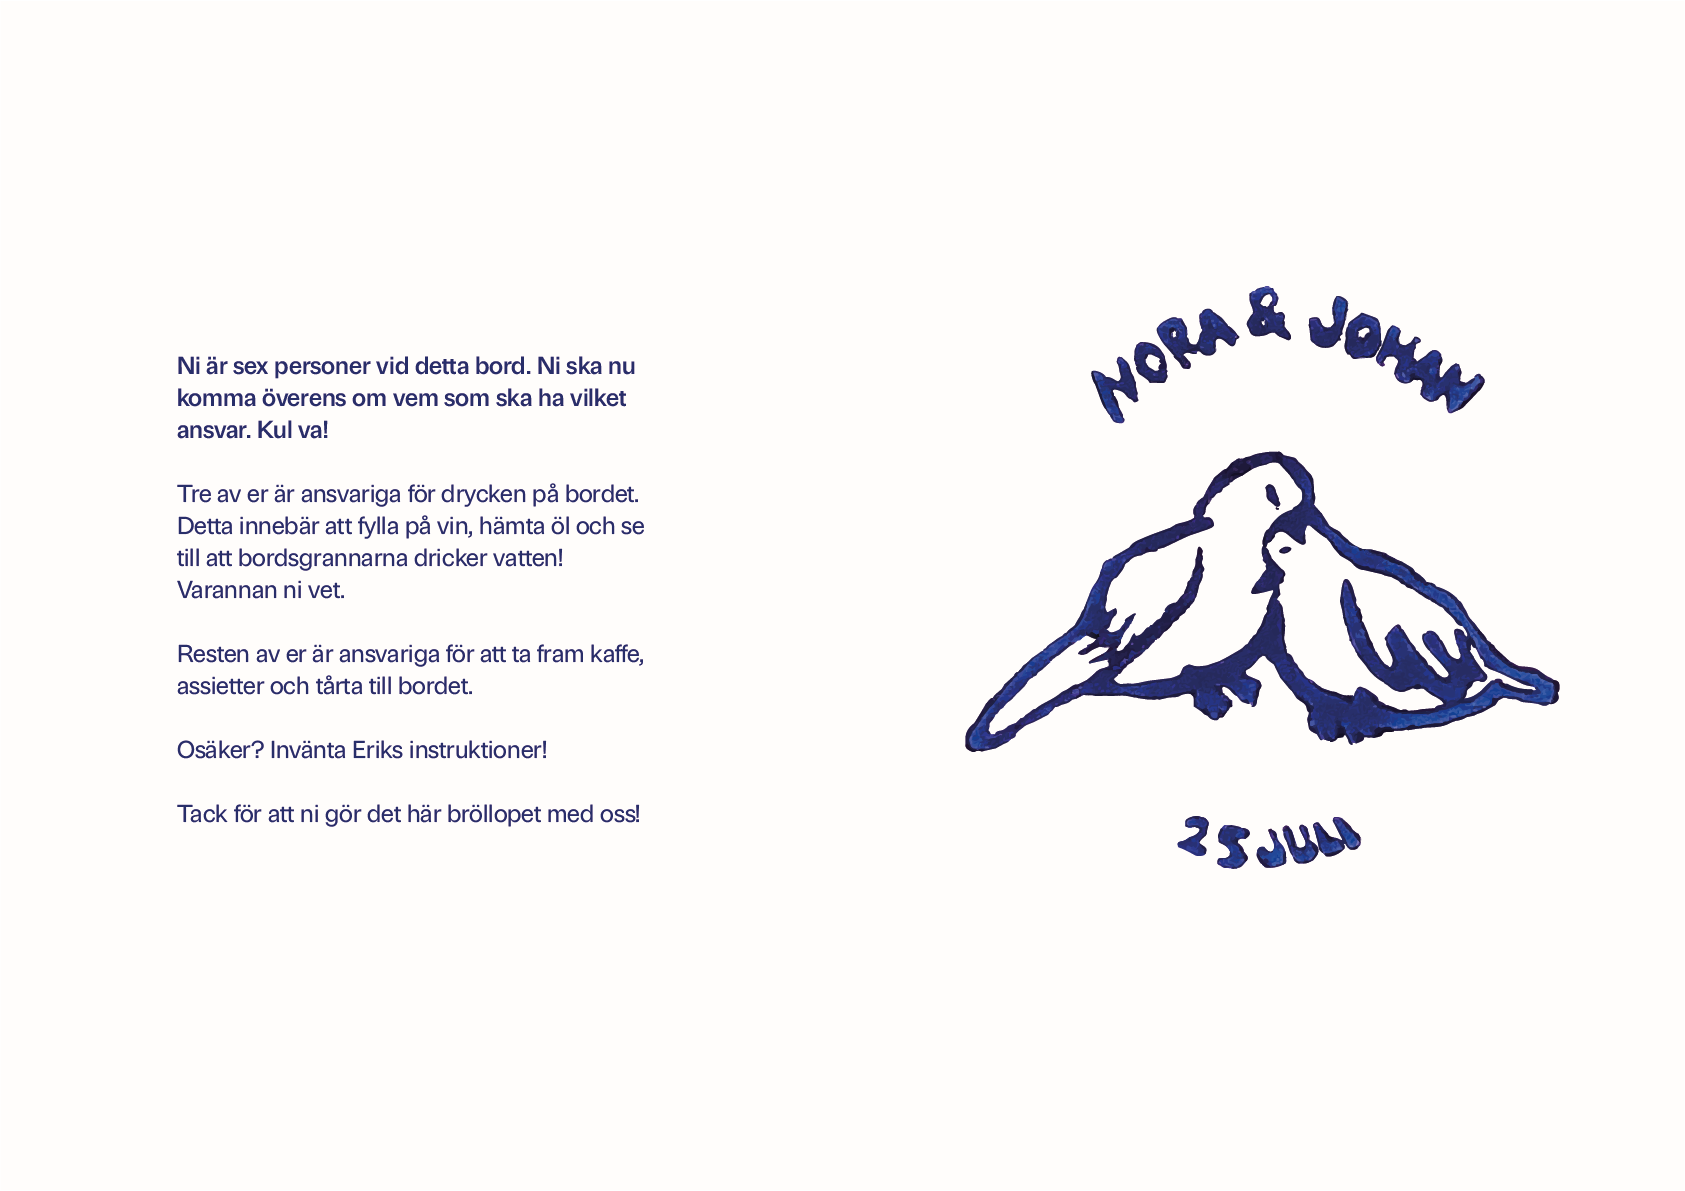 Ni är sex personer vid detta bord. Ni ska nu
komma överens om vem som ska ha vilket
ansvar. Kul va!
Tre av er är ansvariga för drycken på bordet.
Detta innebär att fylla på vin, hämta öl och se
till att bordsgrannarna dricker vatten!
Varannan ni vet.
Resten av er är ansvariga för att ta fram kaffe,
assietter och tårta till bordet.
Osäker? Invänta Eriks instruktioner!
Tack för att ni gör det här bröllopet med oss!
NORA & JOHAN
25 JULI